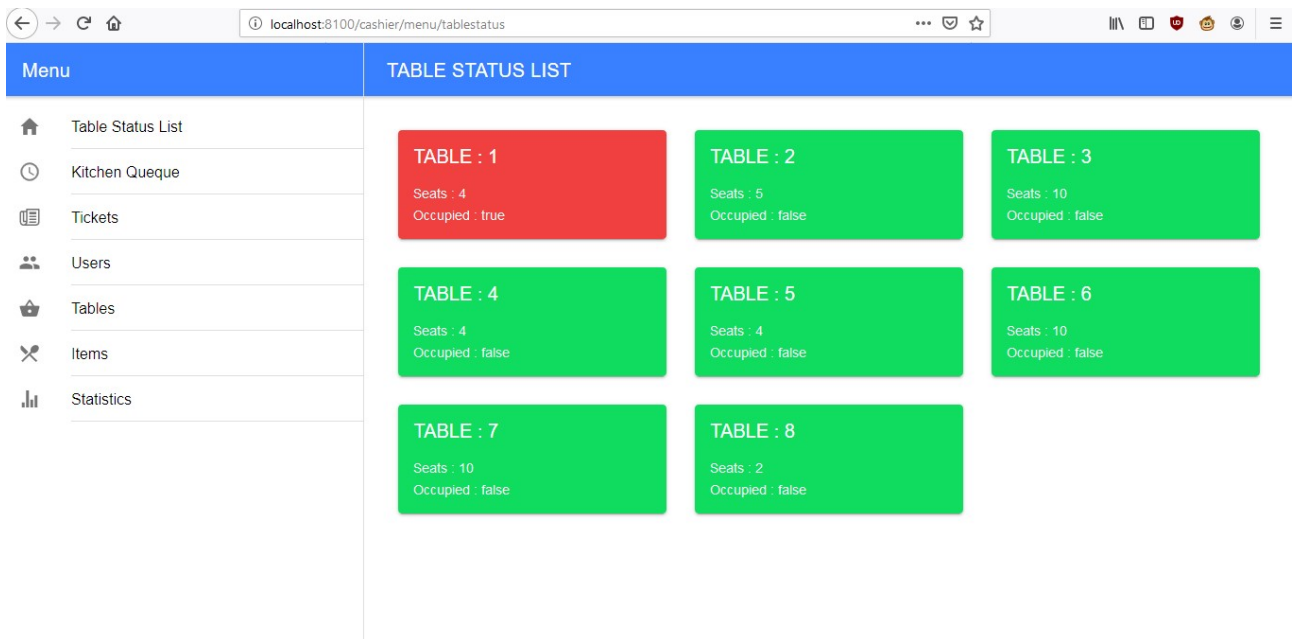 localhost:8100/cashier/menu/tablestatus
Menu
TABLE STATUS LIST
Table Status List
Kitchen Queque
Tickets
Users
Tables
Items
Statistics
TABLE : 1
Seats : 4
Occupied : true
TABLE : 2
Seats : 5
Occupied : false
TABLE : 3
Seats : 10
Occupied : false
TABLE : 4
Seats : 4
Occupied : false
TABLE : 5
Seats : 4
Occupied : false
TABLE : 6
Seats : 10
Occupied : false
TABLE : 7
Seats : 10
Occupied : false
TABLE : 8
Seats : 2
Occupied : false